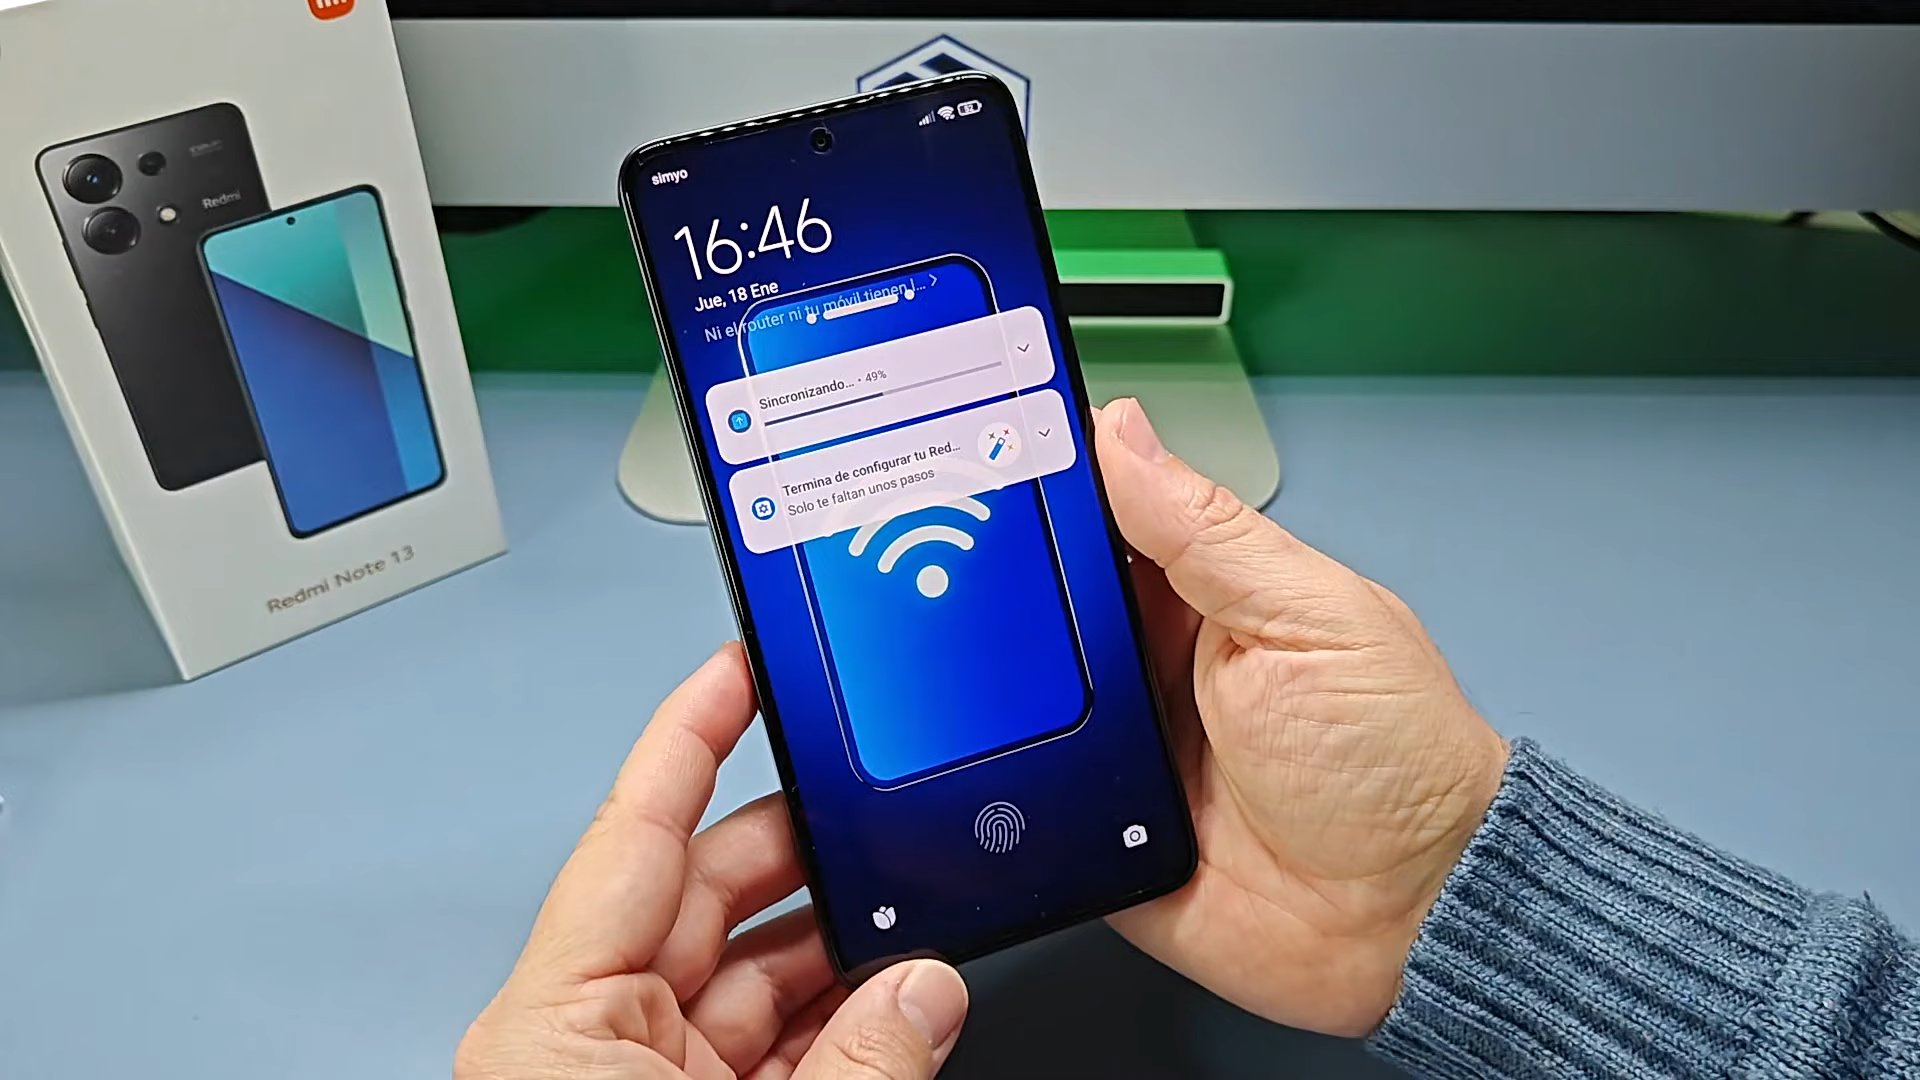 Redmi
Redmi Note 13
simyo
52
16:46
Jue, 18 Ene
Ni el router ni tu móvil tienen l...
Sincronizando... • 49%
Termina de configurar tu Red...
Solo te faltan unos pasos